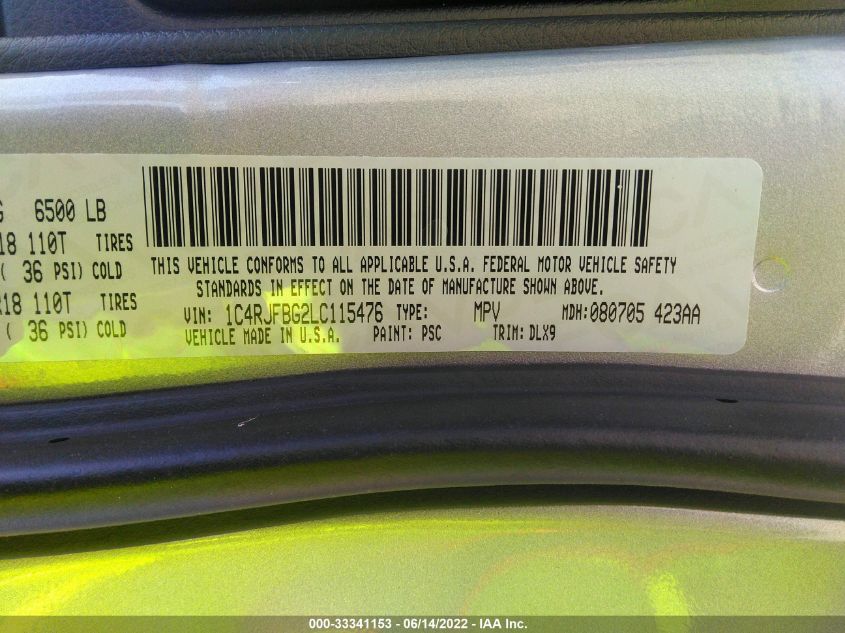 G 6500 LB
R18 110T TIRES
( 36 PSI) COLD
R18 110T TIRES
( 36 PSI) COLD
THIS VEHICLE CONFORMS TO ALL APPLICABLE U.S.A. FEDERAL MOTOR VEHICLE SAFETY
STANDARDS IN EFFECT ON THE DATE OF MANUFACTURE SHOWN ABOVE.
VIN: 1C4RJFBG2LC115476 TYPE: MPV MDH:080705 423AA
VEHICLE MADE IN U.S.A. PAINT: PSC TRIM: DLX9
000-33341153 - 06/14/2022 - IAA Inc.